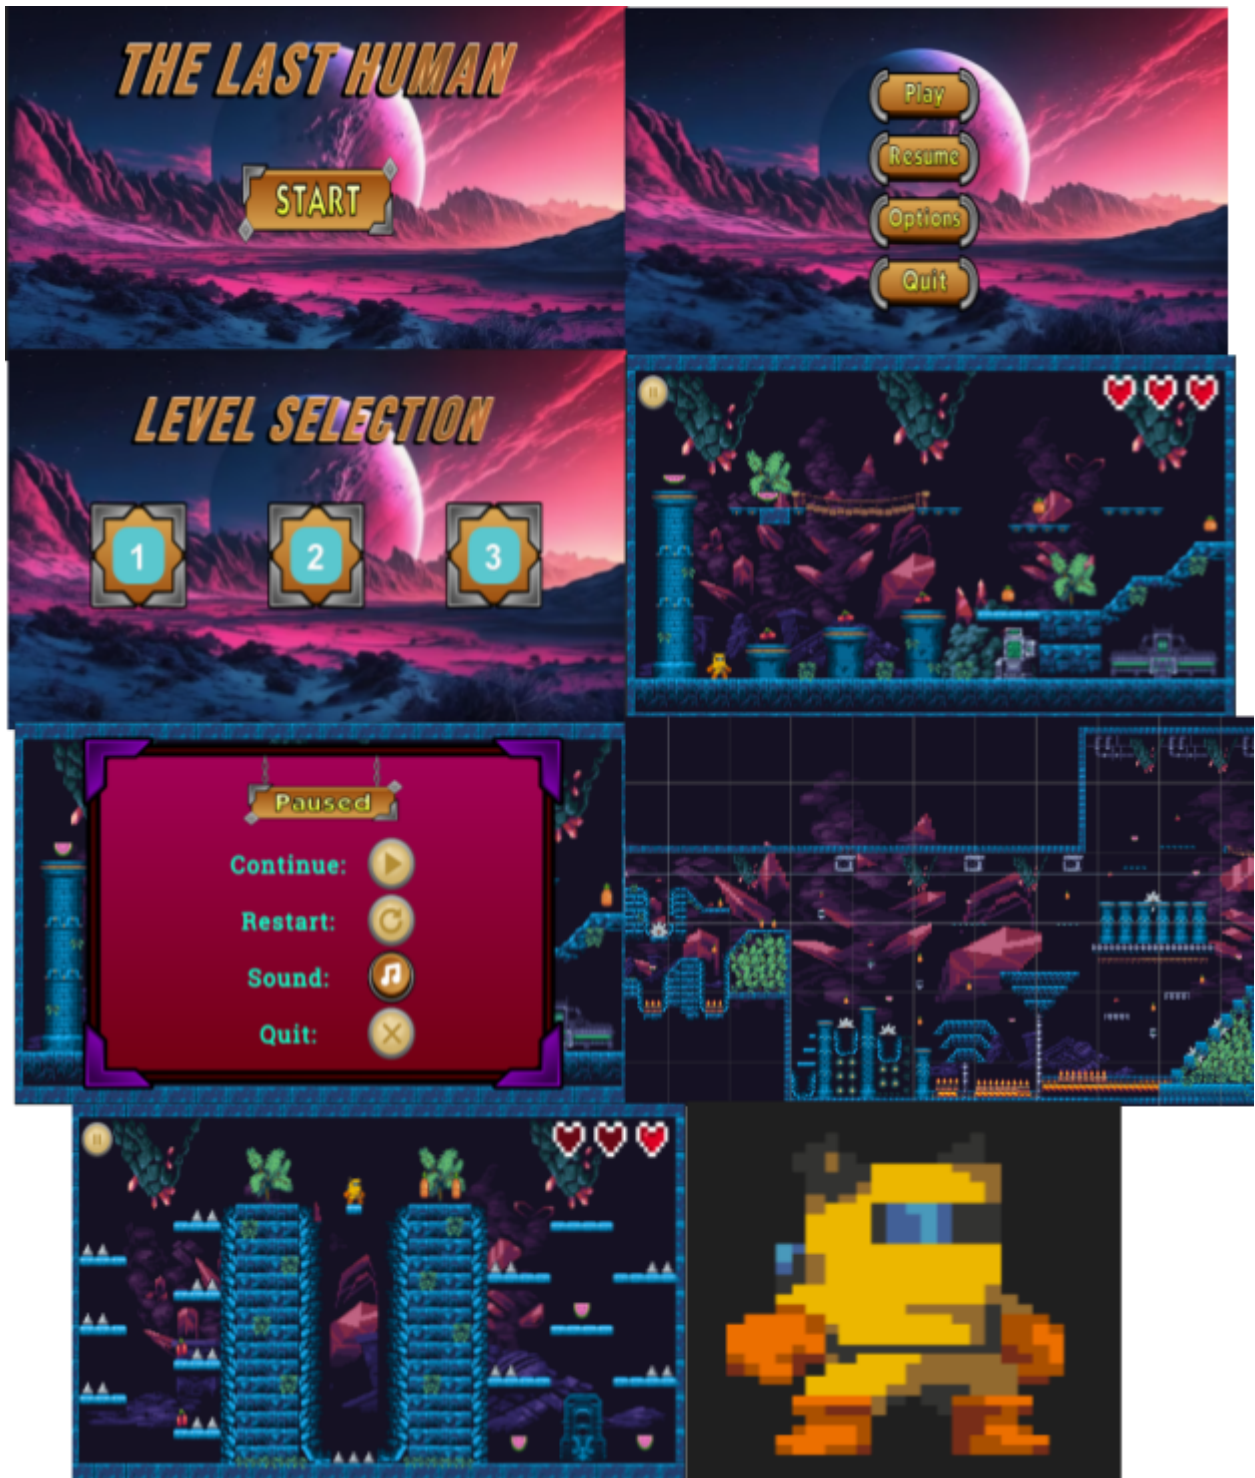 THE LAST HUMAN
START
Play
Resume
Options
Quit
LEVEL SELECTION
1 2 3
Paused
Continue:
Restart:
Sound:
Quit: